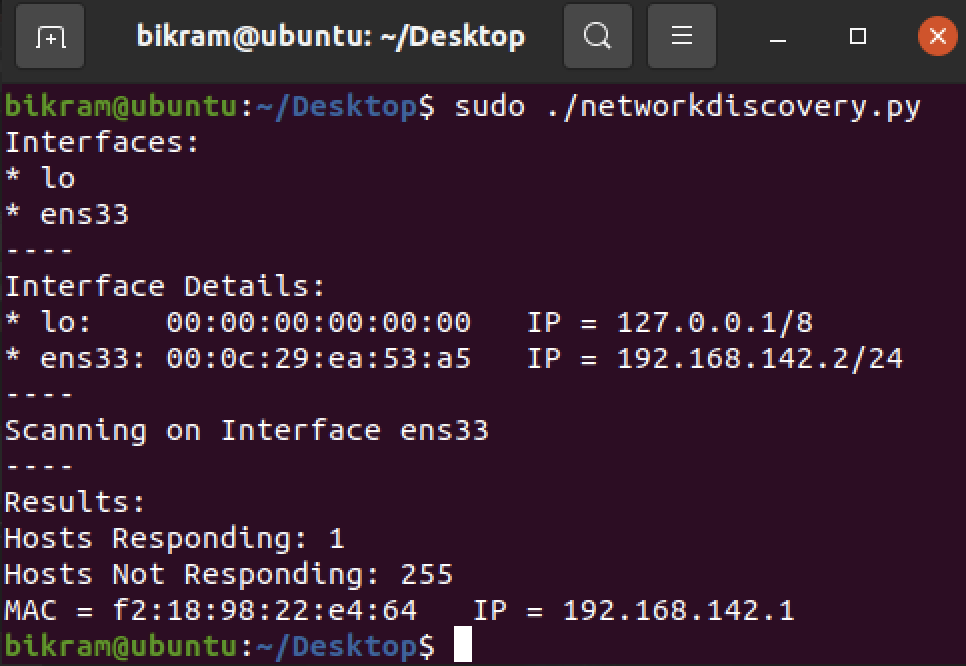 bikram@ubuntu: ~/Desktop
bikram@ubuntu:~/Desktop$ sudo ./networkdiscovery.py
Interfaces:
* lo
* ens33
----
Interface Details:
* lo:    00:00:00:00:00:00   IP = 127.0.0.1/8
* ens33: 00:0c:29:ea:53:a5   IP = 192.168.142.2/24
----
Scanning on Interface ens33
----
Results:
Hosts Responding: 1
Hosts Not Responding: 255
MAC = f2:18:98:22:e4:64   IP = 192.168.142.1
bikram@ubuntu:~/Desktop$